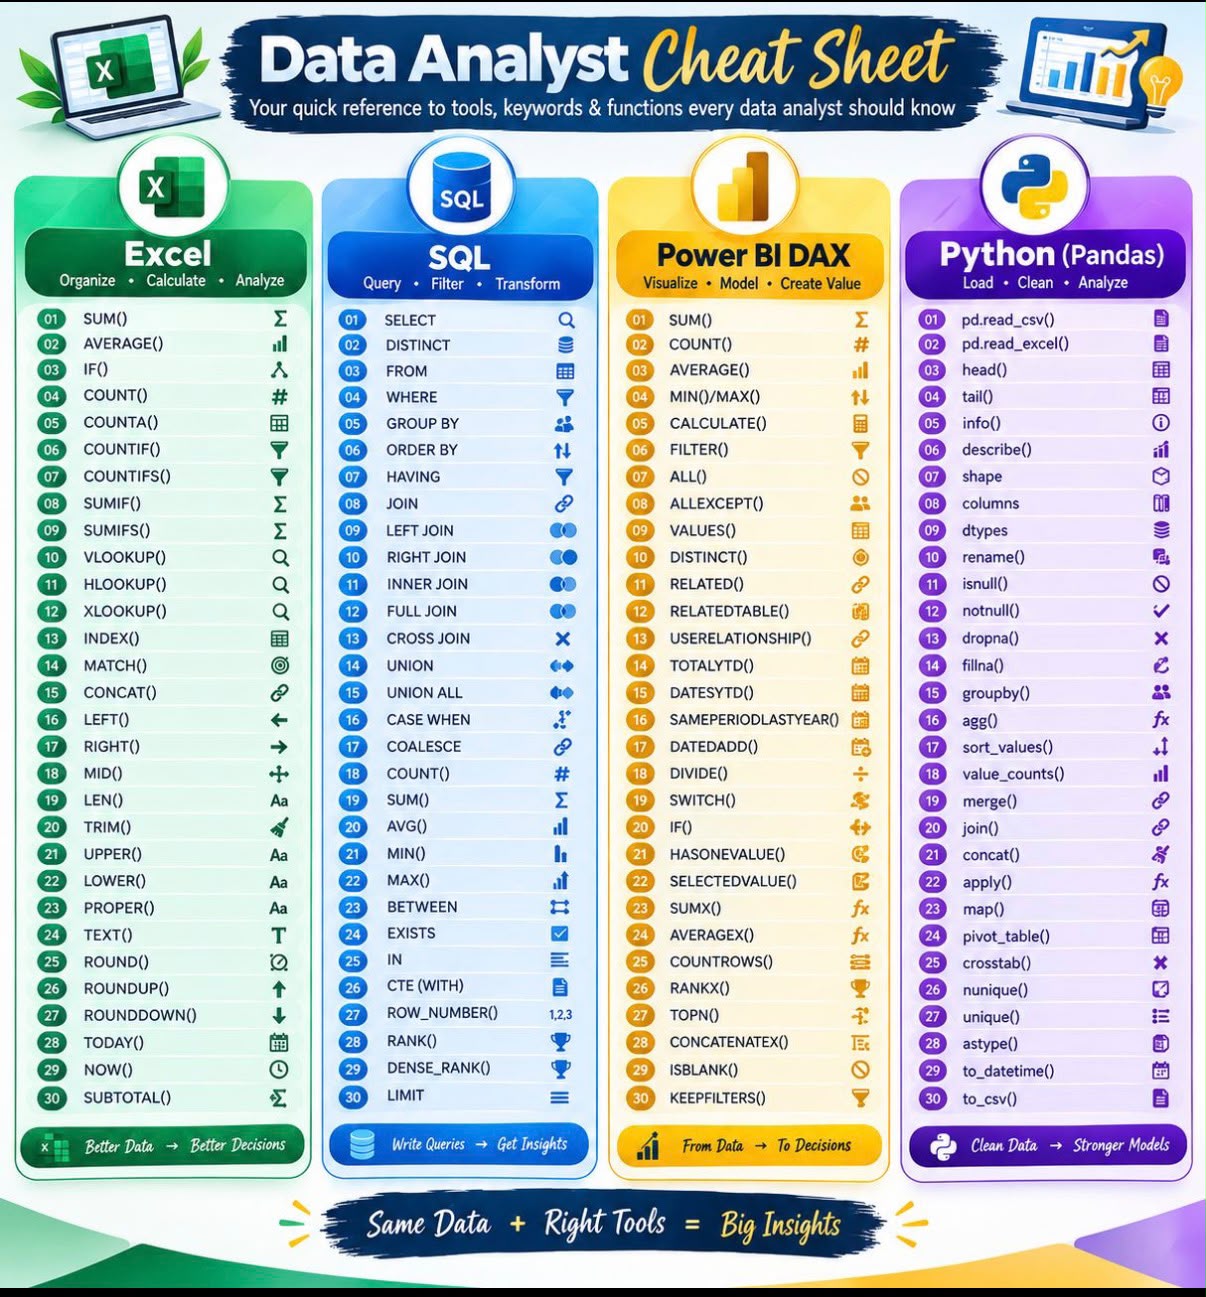 Data Analyst Cheat Sheet
Your quick reference to tools, keywords & functions every data analyst should know
X
Excel
Organize • Calculate • Analyze
01 SUM() Σ
02 AVERAGE()
03 IF()
04 COUNT() #
05 COUNTA()
06 COUNTIF()
07 COUNTIFS()
08 SUMIF() Σ
09 SUMIFS() Σ
10 VLOOKUP()
11 HLOOKUP()
12 XLOOKUP()
13 INDEX()
14 MATCH()
15 CONCAT()
16 LEFT()
17 RIGHT()
18 MID()
19 LEN() Aa
20 TRIM()
21 UPPER() Aa
22 LOWER() Aa
23 PROPER() Aa
24 TEXT() T
25 ROUND()
26 ROUNDUP()
27 ROUNDDOWN()
28 TODAY()
29 NOW()
30 SUBTOTAL() Σ
X Better Data → Better Decisions
SQL
SQL
Query • Filter • Transform
01 SELECT
02 DISTINCT
03 FROM
04 WHERE
05 GROUP BY
06 ORDER BY
07 HAVING
08 JOIN
09 LEFT JOIN
10 RIGHT JOIN
11 INNER JOIN
12 FULL JOIN
13 CROSS JOIN
14 UNION
15 UNION ALL
16 CASE WHEN
17 COALESCE
18 COUNT() #
19 SUM() Σ
20 AVG()
21 MIN()
22 MAX()
23 BETWEEN
24 EXISTS
25 IN
26 CTE (WITH)
27 ROW_NUMBER() 1,2,3
28 RANK()
29 DENSE_RANK()
30 LIMIT
Write Queries → Get Insights
Power BI DAX
Visualize • Model • Create Value
01 SUM() Σ
02 COUNT() #
03 AVERAGE()
04 MIN()/MAX()
05 CALCULATE()
06 FILTER()
07 ALL()
08 ALLEXCEPT()
09 VALUES()
10 DISTINCT()
11 RELATED()
12 RELATEDTABLE()
13 USERELATIONSHIP()
14 TOTALYTD()
15 DATESYTD()
16 SAMEPERIODLASTYEAR()
17 DATEDADD()
18 DIVIDE() ÷
19 SWITCH()
20 IF()
21 HASONEVALUE()
22 SELECTEDVALUE()
23 SUMX() fx
24 AVERAGEX() fx
25 COUNTROWS()
26 RANKX()
27 TOPN()
28 CONCATENATEX()
29 ISBLANK()
30 KEEPFILTERS()
From Data → To Decisions
Python (Pandas)
Load • Clean • Analyze
01 pd.read_csv()
02 pd.read_excel()
03 head()
04 tail()
05 info()
06 describe()
07 shape
08 columns
09 dtypes
10 rename()
11 isnull()
12 notnull()
13 dropna()
14 fillna()
15 groupby()
16 agg() fx
17 sort_values()
18 value_counts()
19 merge()
20 join()
21 concat()
22 apply() fx
23 map()
24 pivot_table()
25 crosstab()
26 nunique()
27 unique()
28 astype()
29 to_datetime()
30 to_csv()
Clean Data → Stronger Models
Same Data + Right Tools = Big Insights